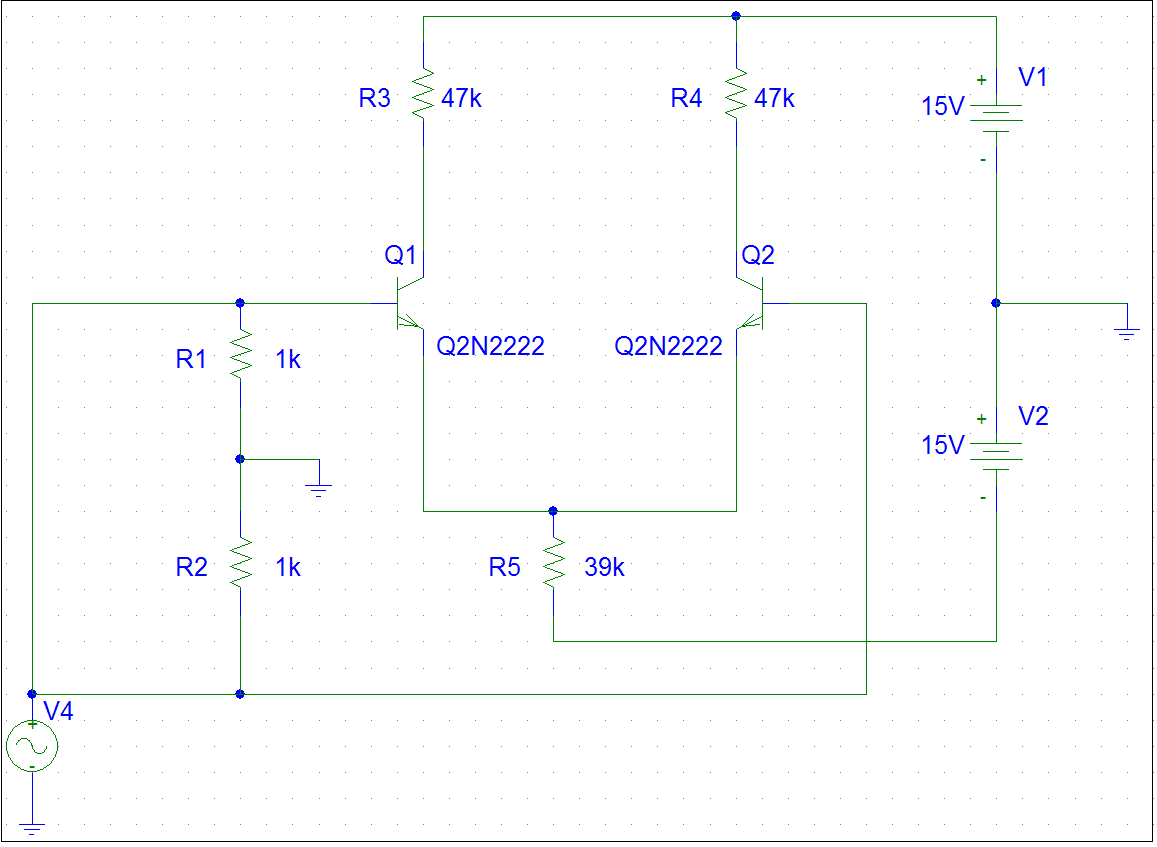 V1
+
R3 47k
R4 47k
15V
-
Q1
Q2
Q2N2222
Q2N2222
R1 1k
V2
+
15V
-
R5 39k
R2 1k
V4
+
-